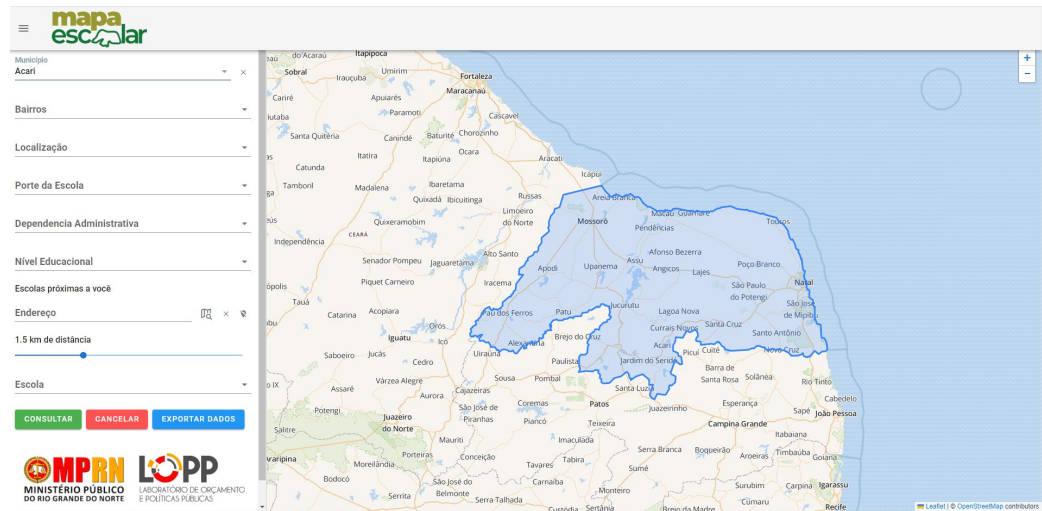 mapa
escolar
Município
Acari
Bairros
Localização
Porte da Escola
Dependencia Administrativa
Nível Educacional
Escolas próximas a você
Endereço
1.5 km de distância
Escola
CONSULTAR
CANCELAR
EXPORTAR DADOS
MPRN
MINISTÉRIO PÚBLICO
DO RIO GRANDE DO NORTE
LOPP
LABORATÓRIO DE ORÇAMENTO
E POLÍTICAS PÚBLICAS
+
−
do Acaraú
Itapipoca
Sobral
Irauçuba
Umirim
Fortaleza
Maracanaú
Cariré
Apuiarés
Paramoti
Cascavel
Santa Quitéria
Canindé
Baturité
Chorozinho
Ocara
Itatira
Itapiúna
Aracati
Catunda
Icapuí
Tamboril
Madalena
Ibaretama
Quixadá
Ibicuitinga
Russas
Areia Branca
Limoeiro
do Norte
Mossoró
Macau
Guamaré
Touros
Quixeramobim
Pendências
CEARÁ
Independência
Alto Santo
Afonso Bezerra
Senador Pompeu
Jaguaretama
Apodi
Upanema
Assu
Angicos
Lajes
Poço Branco
Piquet Carneiro
Iracema
São Paulo
do Potengi
Natal
Tauá
Catarina
Acopiara
Jucurutu
Lagoa Nova
São José
de Mipibu
Pau dos Ferros
Patu
Orós
Currais Novos
Santa Cruz
Santo Antônio
Iguatu
Icó
Alexandria
Brejo do Cruz
Acari
Picuí
Cuité
Nova Cruz
Saboeiro
Jucás
Cedro
Uiraúna
Paulista
Jardim do Seridó
Barra de
Santa Rosa
Solânea
Rio Tinto
Várzea Alegre
Sousa
Pombal
Santa Luzia
Assaré
Aurora
Cajazeiras
Cabedelo
Potengi
São José de
Piranhas
Coremas
Patos
Juazeirinho
Esperança
Sapé
João Pessoa
Salitre
Juazeiro
do Norte
Piancó
Teixeira
Campina Grande
Mauriti
Imaculada
Itabaiana
Araripina
Moreilândia
Porteiras
Conceição
Tavares
Tabira
Serra Branca
Boqueirão
Aroeiras
Timbaúba
Goiana
Sumé
Bodocó
São José do
Belmonte
Carnaíba
Monteiro
Surubim
Carpina
Igarassu
Serrita
Serra Talhada
Cumaru
Custódia
Sertânia
Brejo da Madre
Recife
Leaflet | © OpenStreetMap contributors